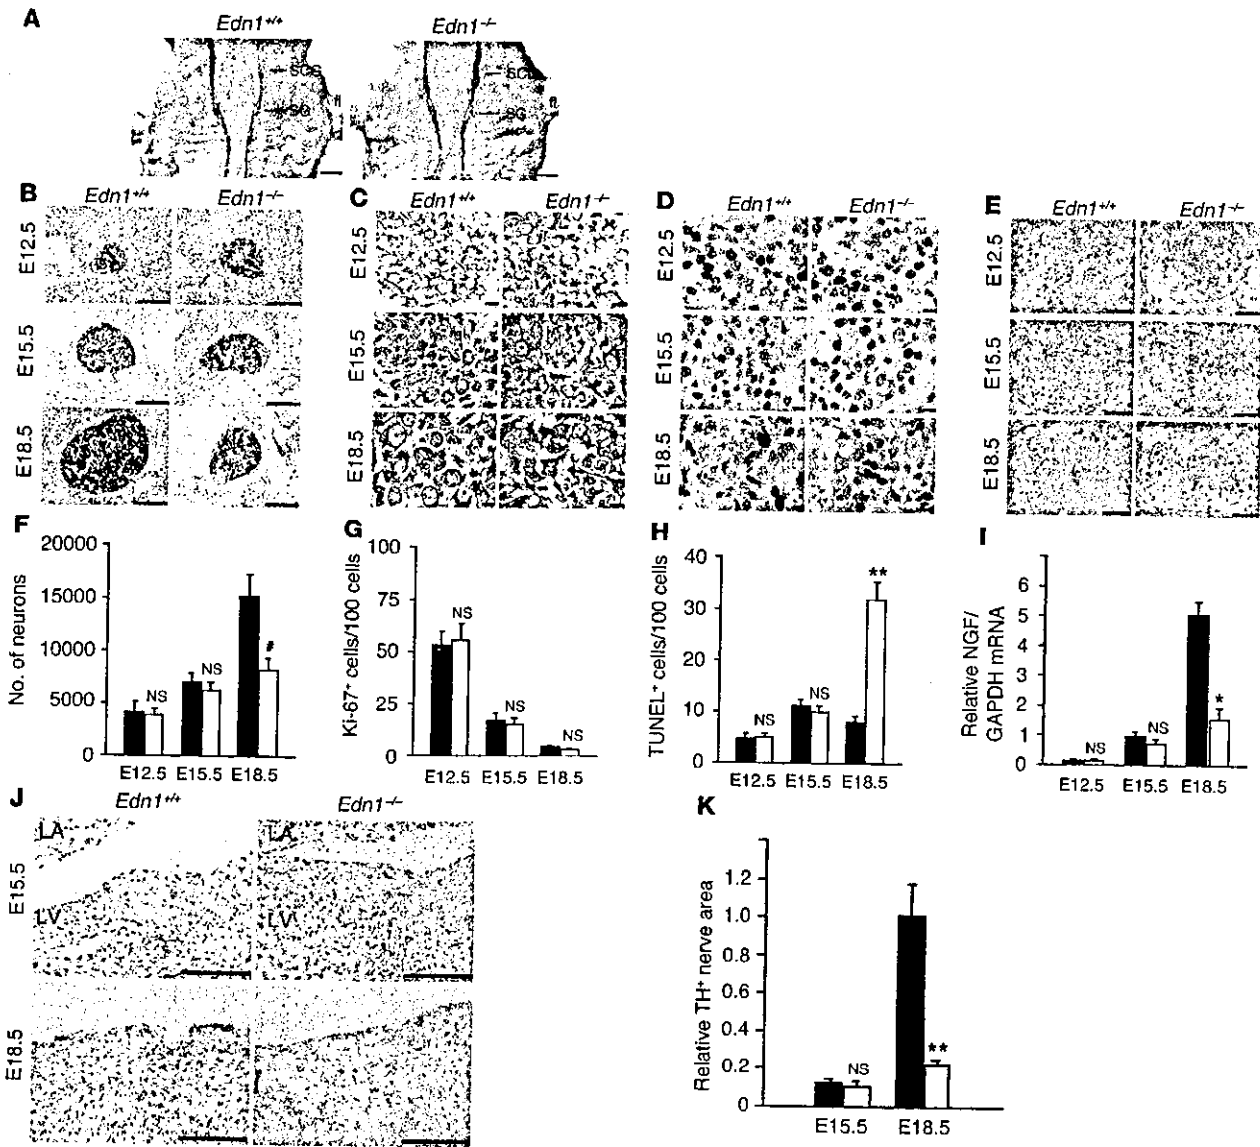 A
Edn1+/+ Edn1-/-
SCG
SG
SG
B Edn1+/+ Edn1-/-
C Edn1+/+ Edn1-/-
D Edn1+/+ Edn1-/-
E Edn1+/+ Edn1-/-
E12.5 E12.5 E12.5 E12.5
E15.5 E15.5 E15.5 E15.5
E18.5 E18.5 E18.5 E18.5
F
No. of neurons
20000
15000
10000
5000
0
NS
NS
#
E12.5 E15.5 E18.5
G
Ki-67+ cells/100 cells
100
75
50
25
0
NS
NS
NS
E12.5 E15.5 E18.5
H
TUNEL+ cells/100 cells
40
30
20
10
0
NS
NS
**
E12.5 E15.5 E18.5
I
Relative NGF/
GAPDH mRNA
6
5
4
3
2
1
0
NS
NS
*
E12.5 E15.5 E18.5
J
Edn1+/+ Edn1-/-
E15.5
LA LA
LV LV
E18.5
K
Relative TH+ nerve area
1.2
1.0
0.8
0.6
0.4
0.2
0
NS
**
E15.5 E18.5